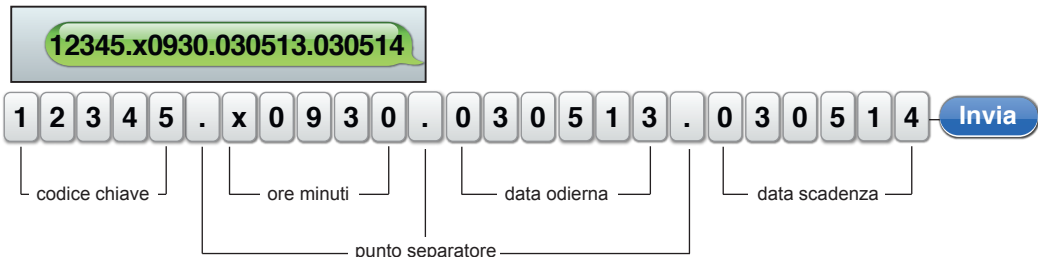 12345.x0930.030513.030514
1 2 3 4 5 . x 0 9 3 0 . 0 3 0 5 1 3 . 0 3 0 5 1 4 Invia
codice chiave ore minuti data odierna data scadenza
punto separatore